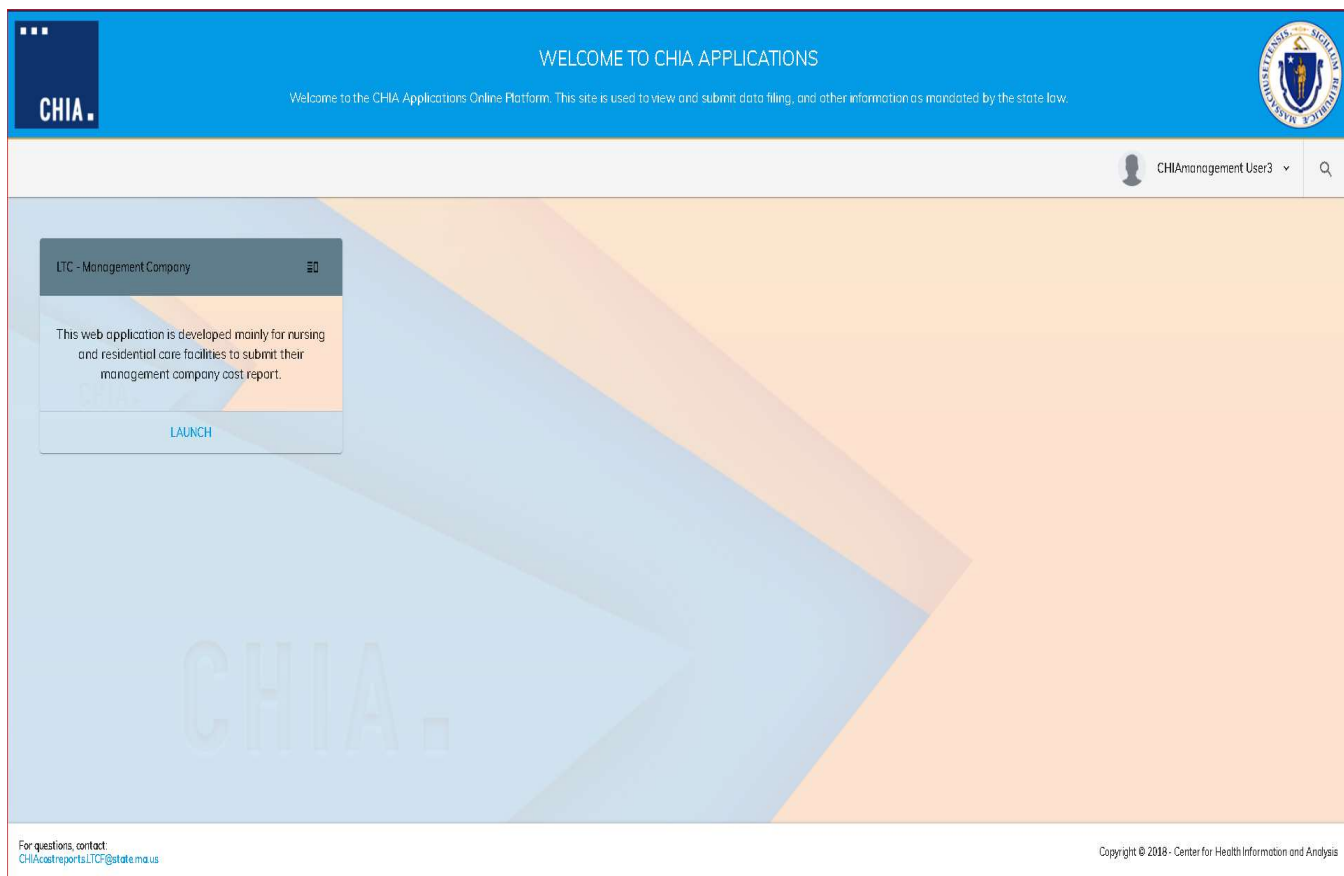 CHIA.
WELCOME TO CHIA APPLICATIONS
Welcome to the CHIA Applications Online Platform. This site is used to view and submit data filing, and other information as mandated by the state law.
SIGILLUM REIPUBLICÆ MASSACHUSETTENSIS.
CHIAmanagement User3
LTC - Management Company
This web application is developed mainly for nursing
and residential care facilities to submit their
management company cost report.
LAUNCH
CHIA.
For questions, contact:
CHIAcostreports.LTCF@state.ma.us
Copyright © 2018 - Center for Health Information and Analysis